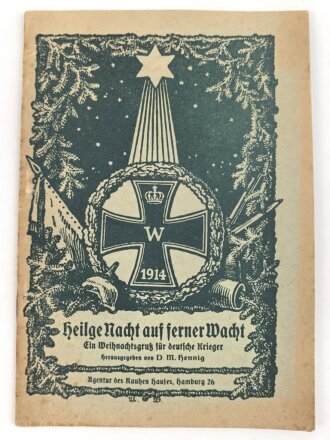 W
1914
Heilge Nacht auf ferner Wacht
Ein Weihnachtsgruß für deutsche Krieger
Herausgegeben von D. M. Hennig
Agentur des Rauhen Hauses, Hamburg 26